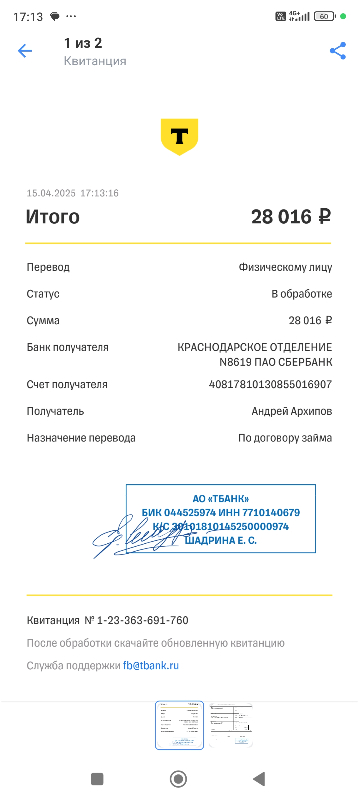 17:13
4G+
60
1 из 2
Квитанция
Т
15.04.2025 17:13:16
Итого 28 016 ₽
Перевод Физическому лицу
Статус В обработке
Сумма 28 016 ₽
Банк получателя КРАСНОДАРСКОЕ ОТДЕЛЕНИЕ
N8619 ПАО СБЕРБАНК
Счет получателя 40817810130855016907
Получатель Андрей Архипов
Назначение перевода По договору займа
АО «ТБАНК»
БИК 044525974 ИНН 7710140679
К/С 30101810145250000974
ШАДРИНА Е. С.
Квитанция № 1-23-363-691-760
После обработки скачайте обновленную квитанцию
Служба поддержки fb@tbank.ru